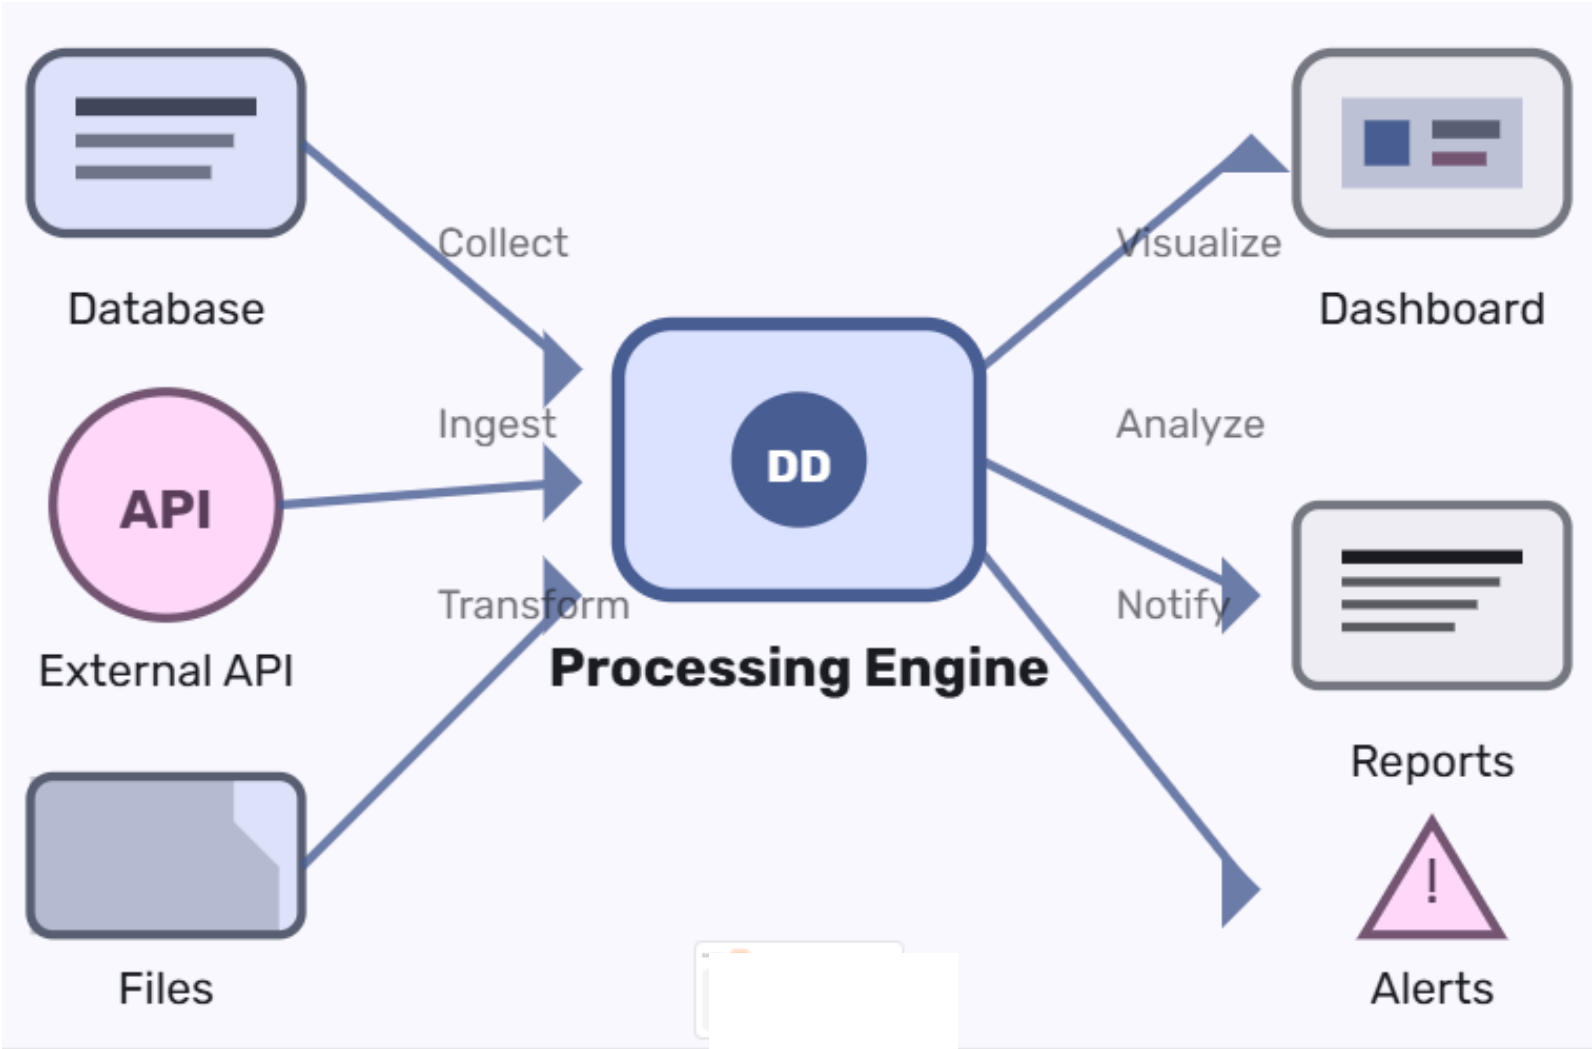 Database
API
External API
Files
Collect
Ingest
Transform
DD
Processing Engine
Visualize
Analyze
Notify
Dashboard
Reports
!
Alerts